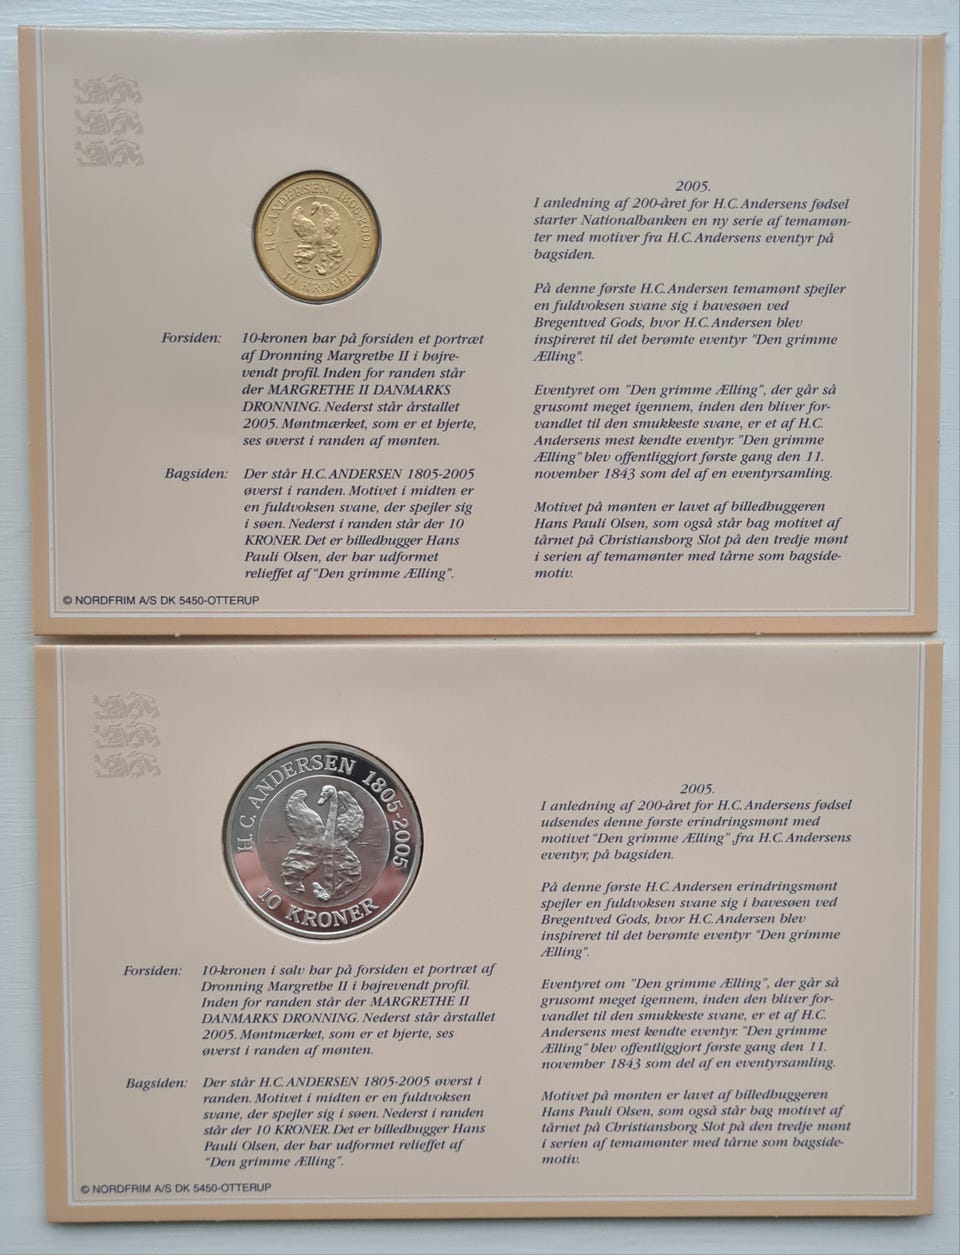 H.C. ANDERSEN 1805-2005
10 KRONER
Forsiden: 10-kronen har på forsiden et portræt
af Dronning Margrethe II i højre-
vendt profil. Inden for randen står
der MARGRETHE II DANMARKS
DRONNING. Nederst står årstallet
2005. Møntmærket, som er et hjerte,
ses øverst i randen af mønten.
Bagsiden: Der står H.C. ANDERSEN 1805-2005
øverst i randen. Motivet i midten er
en fuldvoksen svane, der spejler sig
i søen. Nederst i randen står der 10
KRONER. Det er billedhugger Hans
Pauli Olsen, der har udformet
relieffet af “Den grimme Ælling”.
© NORDFRIM A/S DK 5450-OTTERUP
2005.
I anledning af 200-året for H.C. Andersens fødsel
starter Nationalbanken en ny serie af temamøn-
ter med motiver fra H.C. Andersens eventyr på
bagsiden.
På denne første H.C. Andersen temamønt spejler
en fuldvoksen svane sig i havesøen ved
Bregentved Gods, hvor H.C. Andersen blev
inspireret til det berømte eventyr "Den grimme
Ælling".
Eventyret om "Den grimme Ælling", der går så
grusomt meget igennem, inden den bliver for-
vandlet til den smukkeste svane, er et af H.C.
Andersens mest kendte eventyr. "Den grimme
Ælling" blev offentliggjort første gang den 11.
november 1843 som del af en eventyrsamling.
Motivet på mønten er lavet af billedhuggeren
Hans Pauli Olsen, som også står bag motivet af
tårnet på Christiansborg Slot på den tredje mønt
i serien af temamønter med tårne som bagside-
motiv.
H.C. ANDERSEN 1805-2005
10 KRONER
Forsiden: 10-kronen i sølv har på forsiden et portræt af
Dronning Margrethe II i højrevendt profil.
Inden for randen står der MARGRETHE II
DANMARKS DRONNING. Nederst står årstallet
2005. Møntmærket, som er et hjerte, ses
øverst i randen af mønten.
Bagsiden: Der står H.C. ANDERSEN 1805-2005 øverst i
randen. Motivet i midten er en fuldvoksen
svane, der spejler sig i søen. Nederst i randen
står der 10 KRONER. Det er billedhugger Hans
Pauli Olsen, der har udformet relieffet af
“Den grimme Ælling”.
© NORDFRIM A/S DK 5450-OTTERUP
2005.
I anledning af 200-året for H.C. Andersens fødsel
udsendes denne første erindringsmønt med
motivet “Den grimme Ælling” ,fra H.C. Andersens
eventyr, på bagsiden.
På denne første H.C. Andersen erindringsmønt
spejler en fuldvoksen svane sig i havesøen ved
Bregentved Gods, hvor H.C. Andersen blev
inspireret til det berømte eventyr "Den grimme
Ælling".
Eventyret om "Den grimme Ælling", der går så
grusomt meget igennem, inden den bliver for-
vandlet til den smukkeste svane, er et af H.C.
Andersens mest kendte eventyr. "Den grimme
Ælling" blev offentliggjort første gang den 11.
november 1843 som del af en eventyrsamling.
Motivet på mønten er lavet af billedhuggeren
Hans Pauli Olsen, som også står bag motivet af
tårnet på Christiansborg Slot på den tredje mønt
i serien af temamønter med tårne som bagside-
motiv.